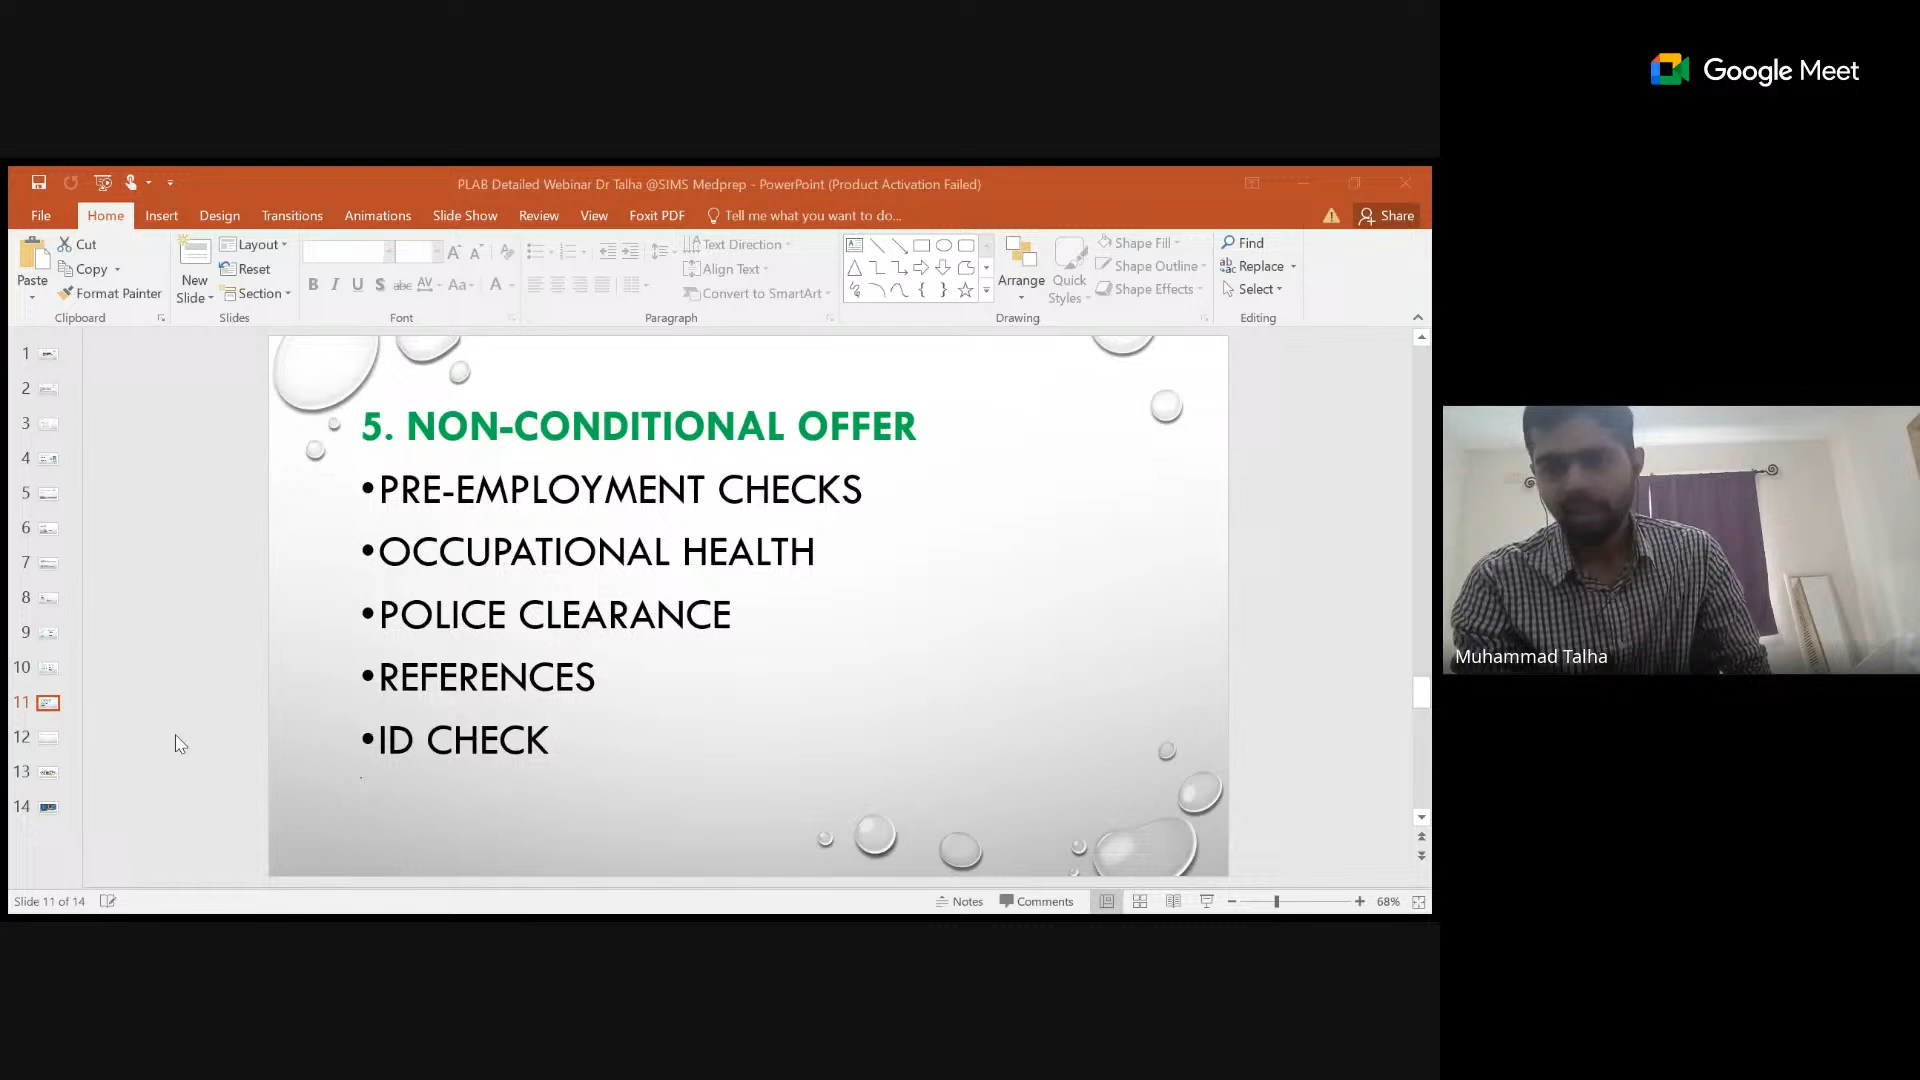 Google Meet
PLAB Detailed Webinar Dr Talha @SIMS Medprep - PowerPoint (Product Activation Failed)
File Home Insert Design Transitions Animations Slide Show Review View Foxit PDF Tell me what you want to do... Share
Cut
Copy
Format Painter
Paste
Clipboard
New
Slide
Layout
Reset
Section
Slides
B I U S abc AV Aa A
Font
Text Direction
Align Text
Convert to SmartArt
Paragraph
Arrange
Quick
Styles
Shape Fill
Shape Outline
Shape Effects
Drawing
Find
Replace
Select
Editing
1
2
3
4
5
6
7
8
9
10
11
12
13
14
5. NON-CONDITIONAL OFFER
•PRE-EMPLOYMENT CHECKS
•OCCUPATIONAL HEALTH
•POLICE CLEARANCE
•REFERENCES
•ID CHECK
Muhammad Talha
Slide 11 of 14
Notes
Comments
68%